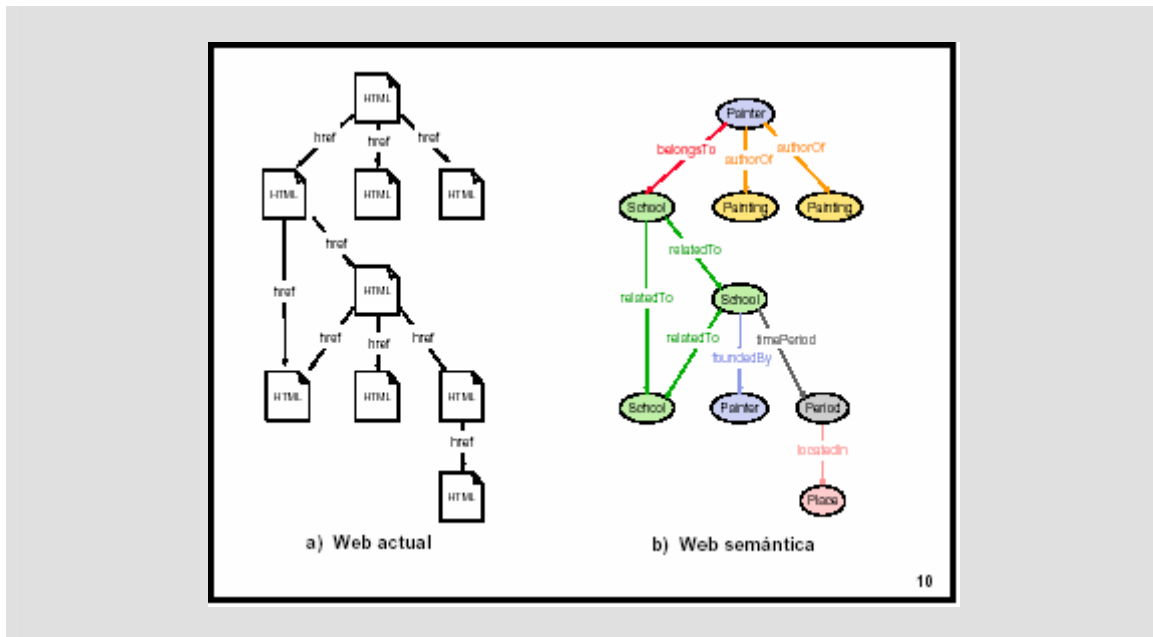 HTML
href
href
href
HTML
HTML
HTML
href
href
HTML
href
href
href
HTML
HTML
HTML
href
HTML
a) Web actual
Painter
belongsTo
authorOf
authorOf
School
Painting
Painting
relatedTo
relatedTo
School
relatedTo
timePeriod
foundedBy
School
Painter
Period
locatedIn
Place
b) Web semántica
10